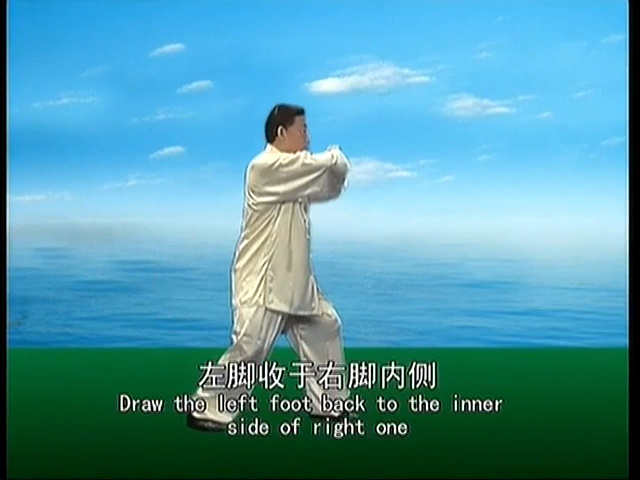 左脚收于右脚内侧
Draw the left foot back to the inner
side of right one